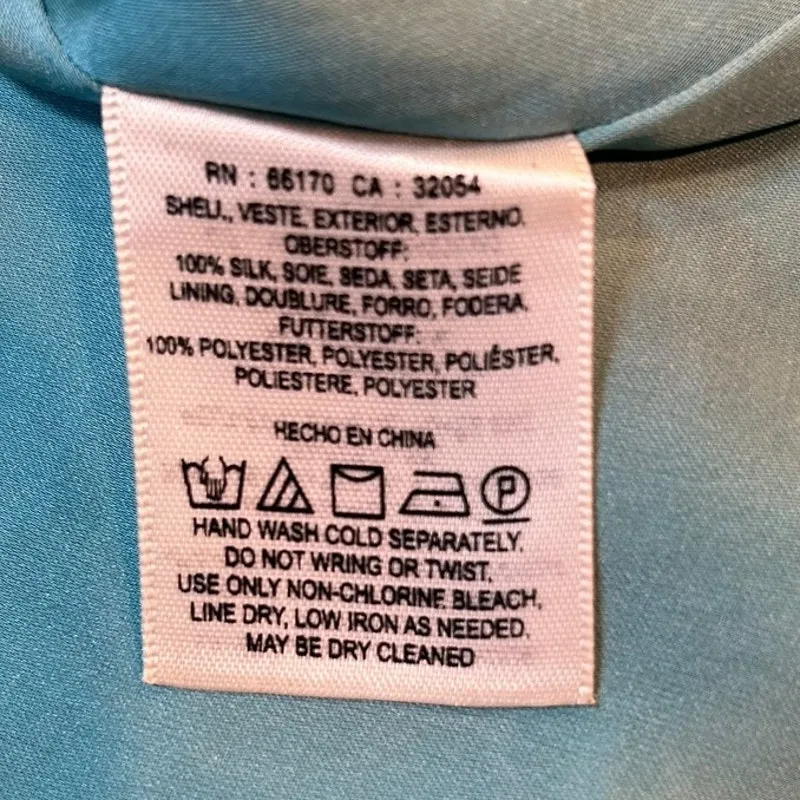 RN : 66170 CA : 32054
SHELL, VESTE, EXTERIOR, ESTERNO,
OBERSTOFF:
100% SILK, SOIE, SEDA, SETA, SEIDE
LINING, DOUBLURE, FORRO, FODERA,
FUTTERSTOFF:
100% POLYESTER, POLYESTER, POLIÉSTER,
POLIESTERE, POLYESTER
HECHO EN CHINA
P
HAND WASH COLD SEPARATELY.
DO NOT WRING OR TWIST,
USE ONLY NON-CHLORINE BLEACH,
LINE DRY, LOW IRON AS NEEDED.
MAY BE DRY CLEANED